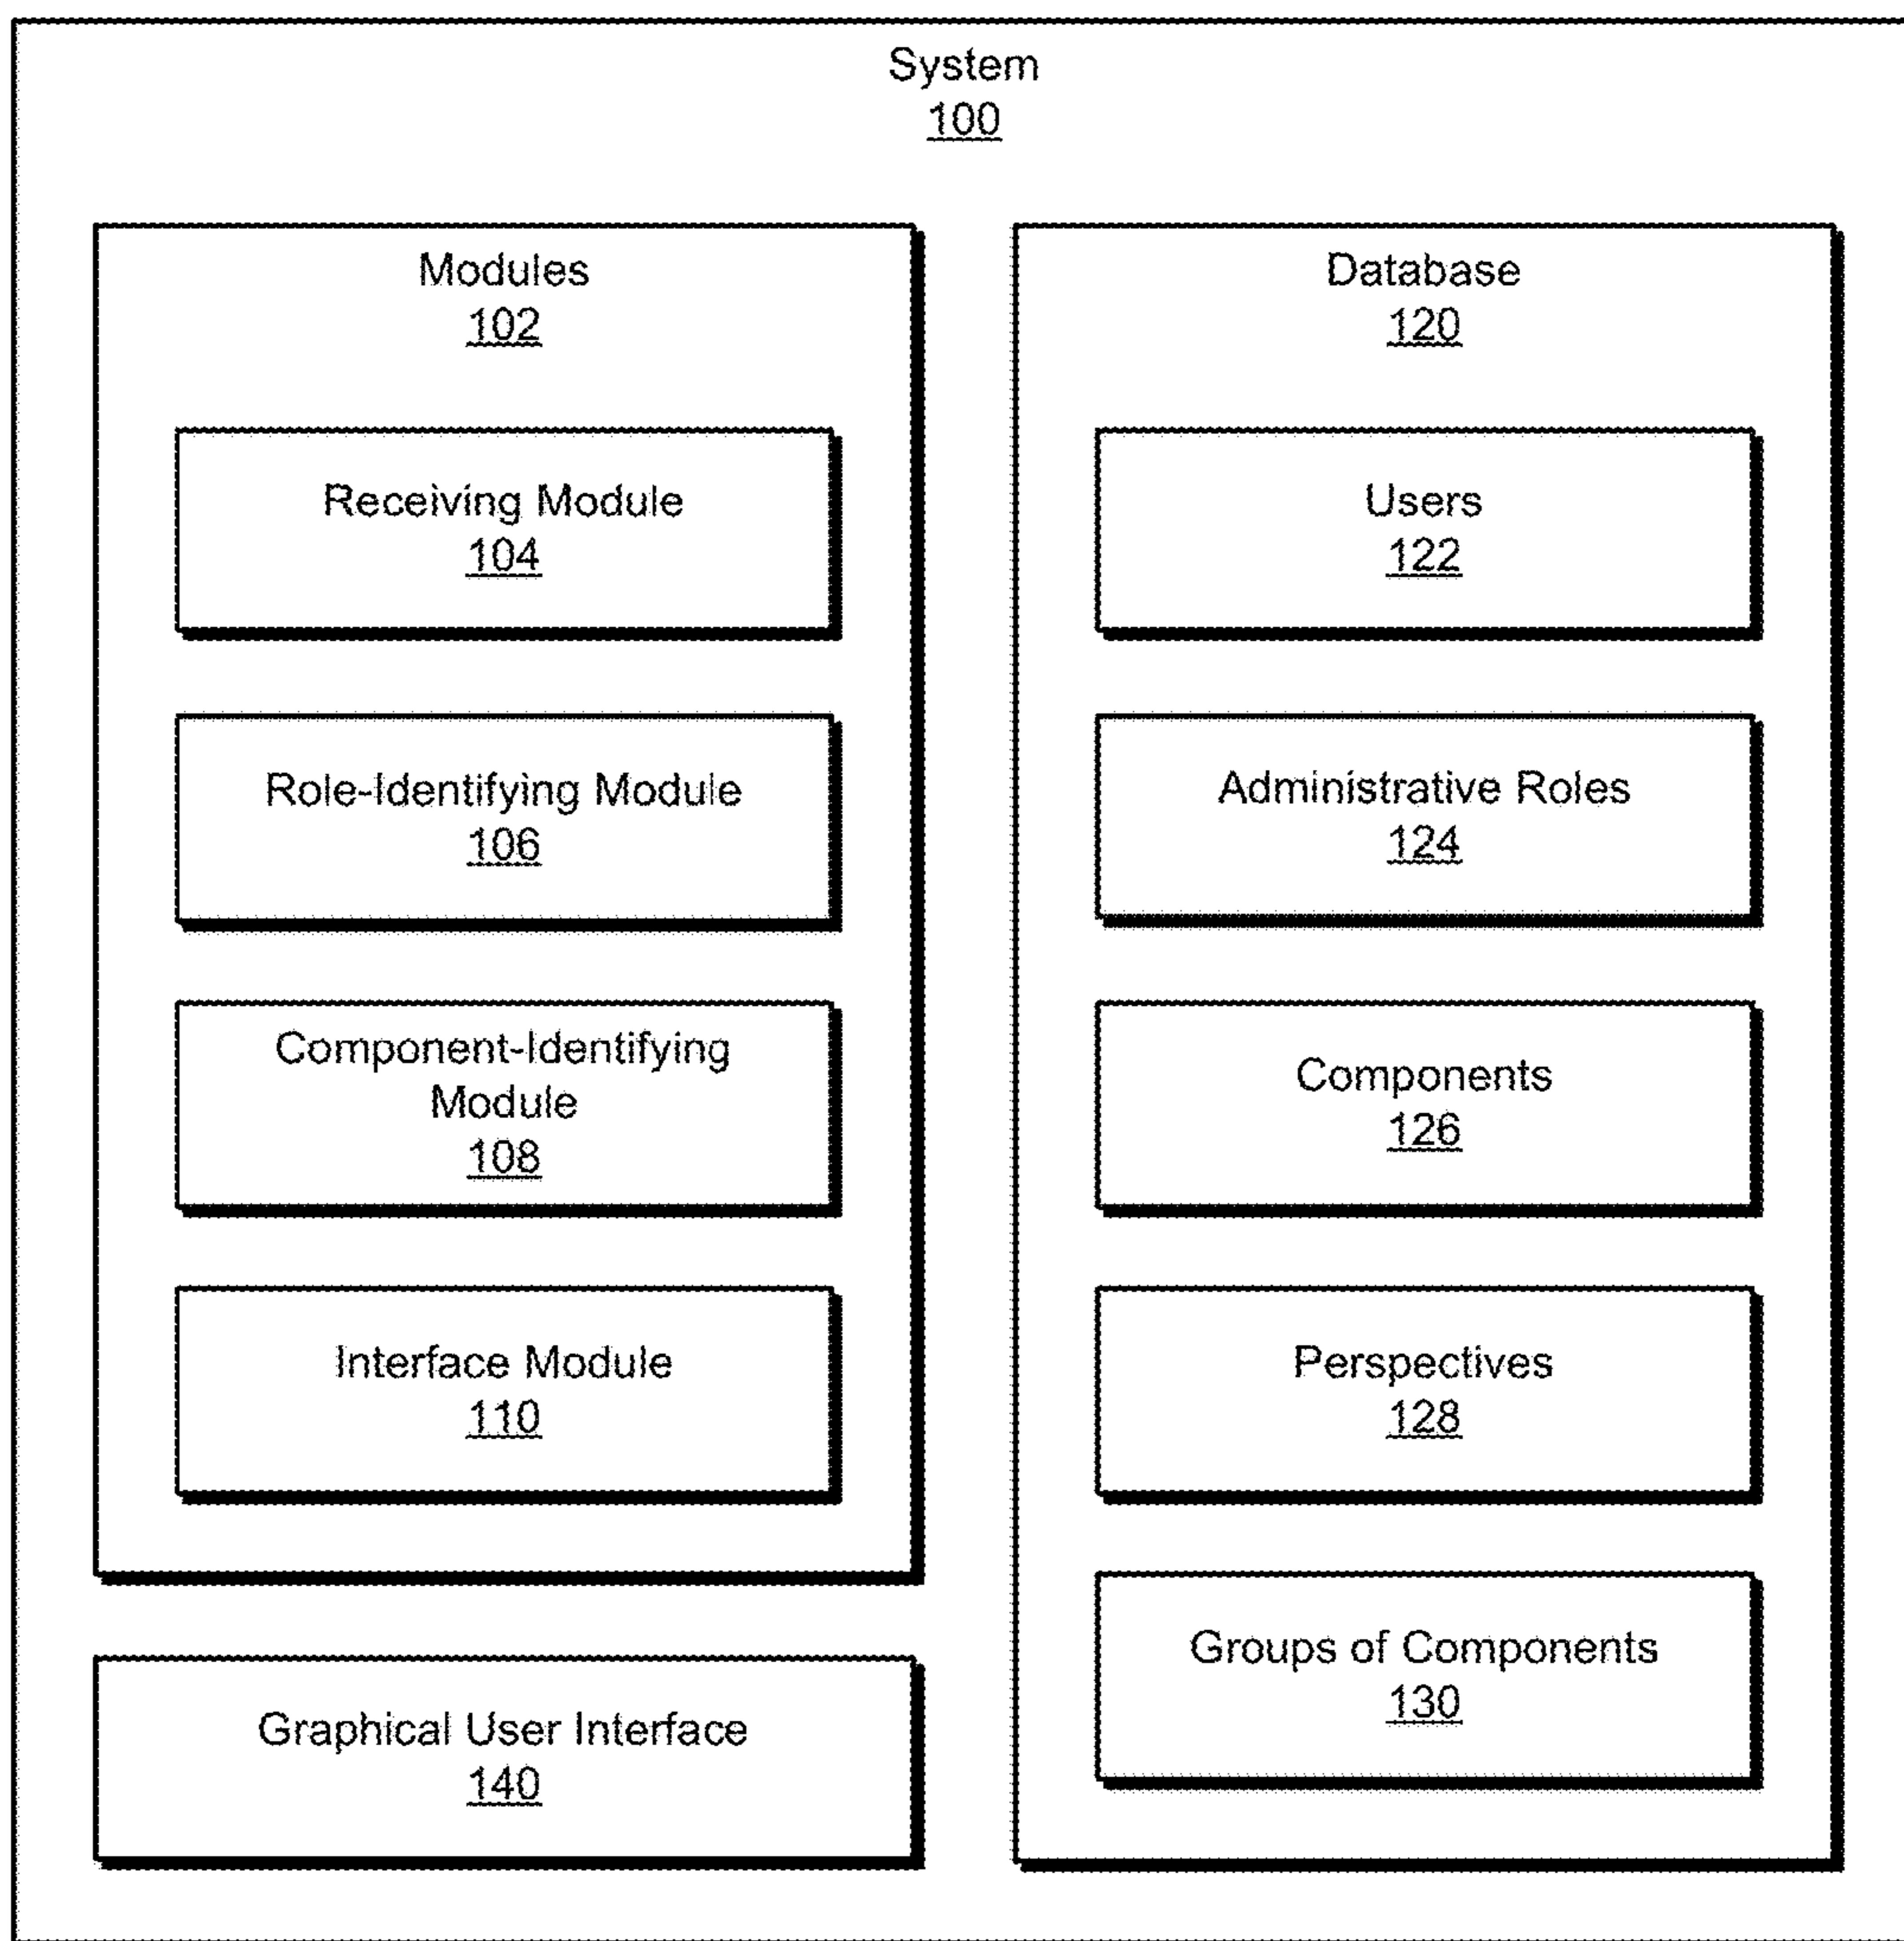 System
100
Modules
102
Receiving Module
104
Role-Identifying Module
106
Component-Identifying
Module
108
Interface Module
110
Graphical User Interface
140
Database
120
Users
122
Administrative Roles
124
Components
126
Perspectives
128
Groups of Components
130